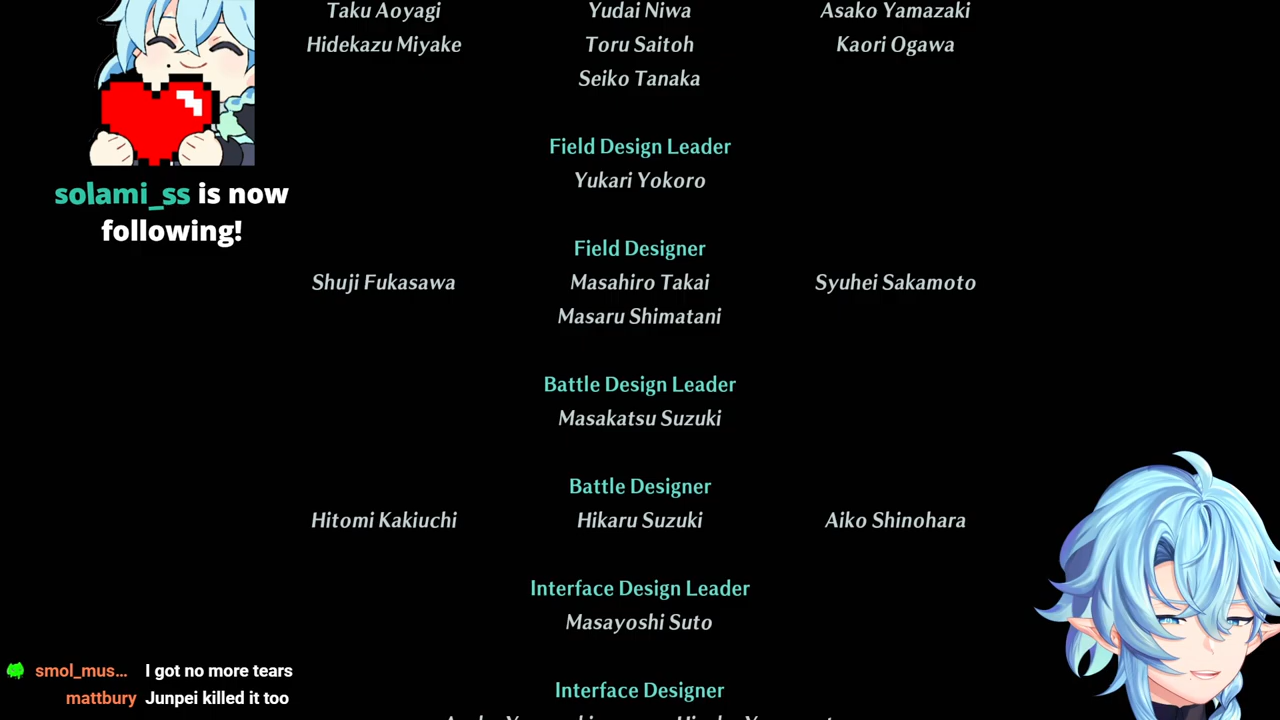 Taku Aoyagi Yudai Niwa Asako Yamazaki
Hidekazu Miyake Toru Saitoh Kaori Ogawa
Seiko Tanaka
solami_ss is now
following!
Field Design Leader
Yukari Yokoro
Field Designer
Shuji Fukasawa Masahiro Takai Syuhei Sakamoto
Masaru Shimatani
Battle Design Leader
Masakatsu Suzuki
Battle Designer
Hitomi Kakiuchi Hikaru Suzuki Aiko Shinohara
Interface Design Leader
Masayoshi Suto
Interface Designer
smol_mus... I got no more tears
mattbury Junpei killed it too